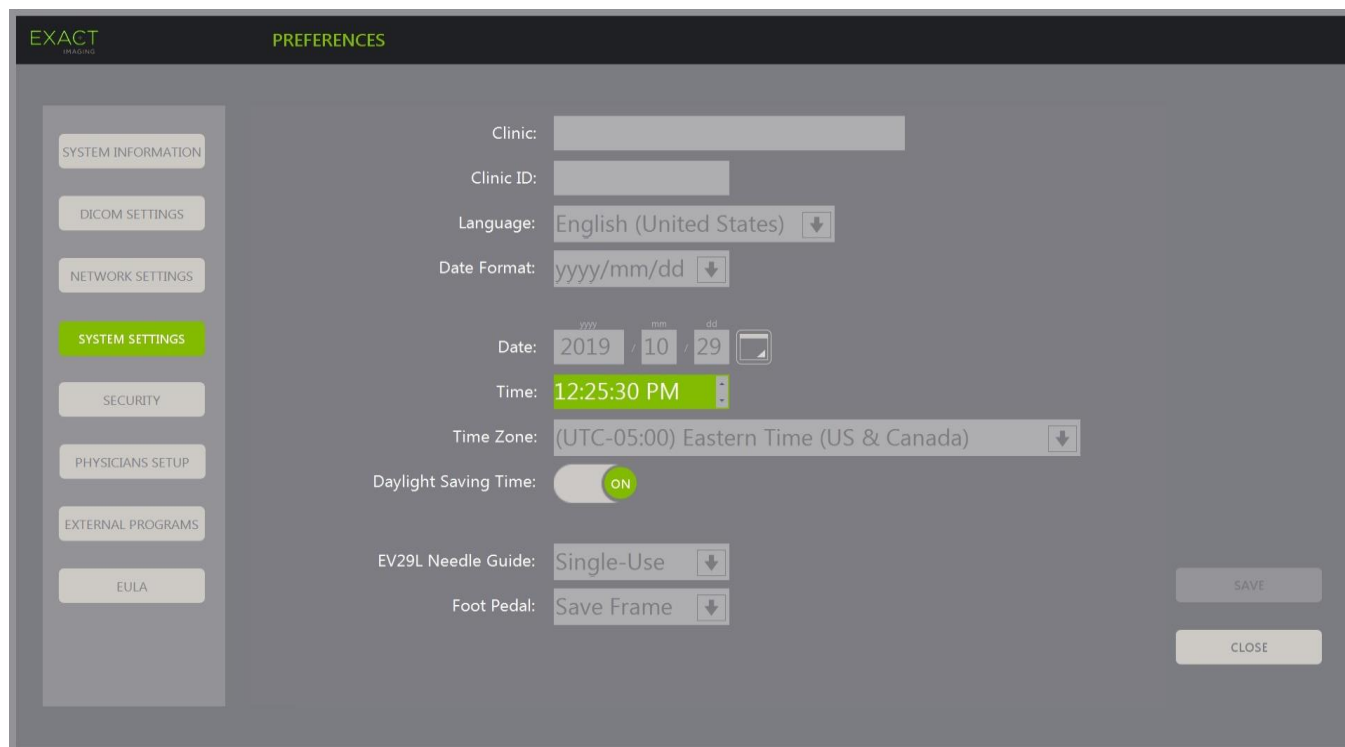 EXACT
IMAGING
PREFERENCES
SYSTEM INFORMATION
DICOM SETTINGS
NETWORK SETTINGS
SYSTEM SETTINGS
SECURITY
PHYSICIANS SETUP
EXTERNAL PROGRAMS
EULA
Clinic:
Clinic ID:
Language: English (United States)
Date Format: yyyy/mm/dd
yyyy mm dd
Date: 2019 / 10 / 29
Time: 12:25:30 PM
Time Zone: (UTC-05:00) Eastern Time (US & Canada)
Daylight Saving Time: ON
EV29L Needle Guide: Single-Use
Foot Pedal: Save Frame
SAVE
CLOSE